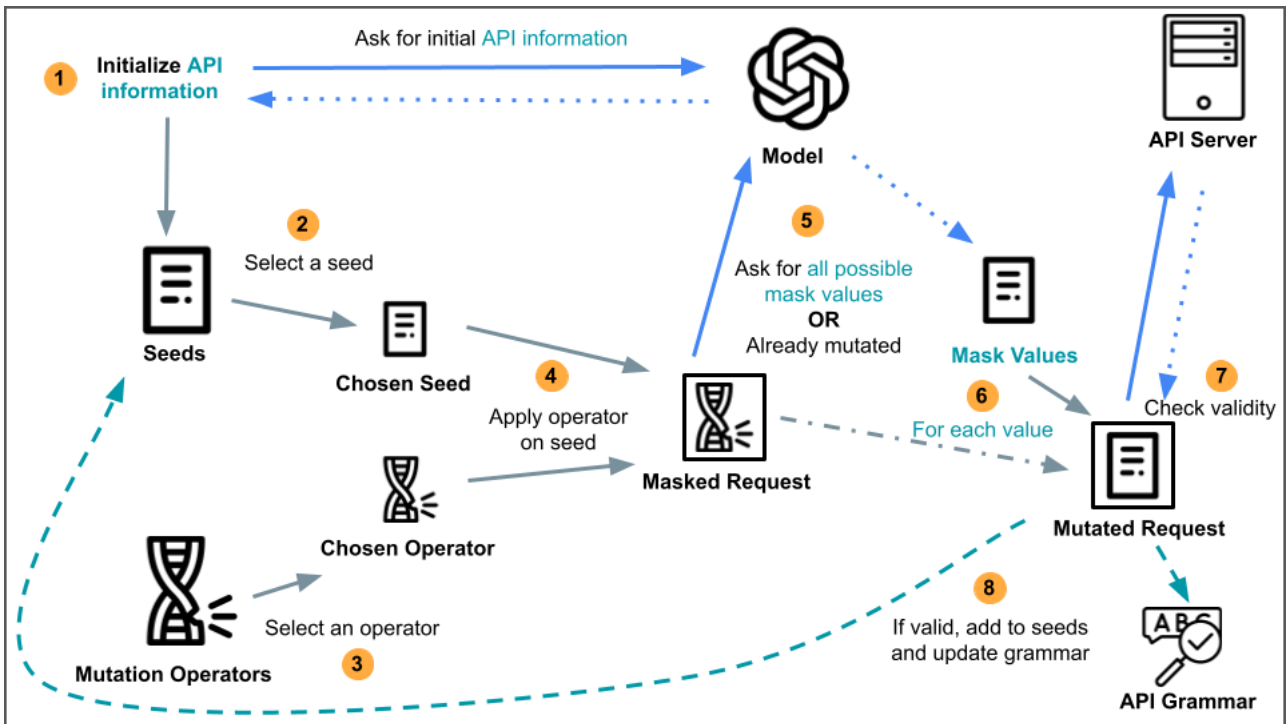 Ask for initial API information
1
Initialize API
information
Model
API Server
2
Select a seed
Seeds
Chosen Seed
5
Ask for all possible
mask values
OR
Already mutated
Mask Values
4
Apply operator
on seed
Masked Request
6
For each value
7
Check validity
Mutated Request
Chosen Operator
Mutation Operators
Select an operator
3
8
If valid, add to seeds
and update grammar
ABC
API Grammar